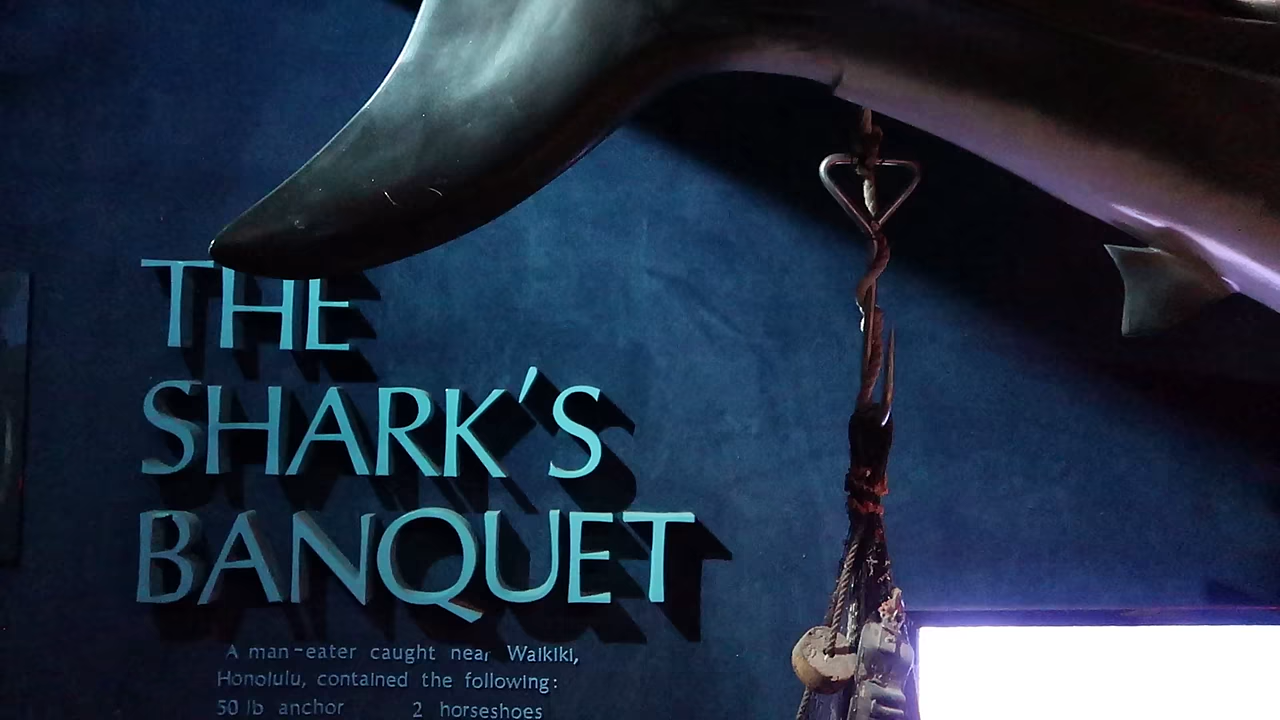 THE
SHARK'S
BANQUET
A man-eater caught near Waikiki,
Honolulu, contained the following:
50 lb anchor 2 horseshoes